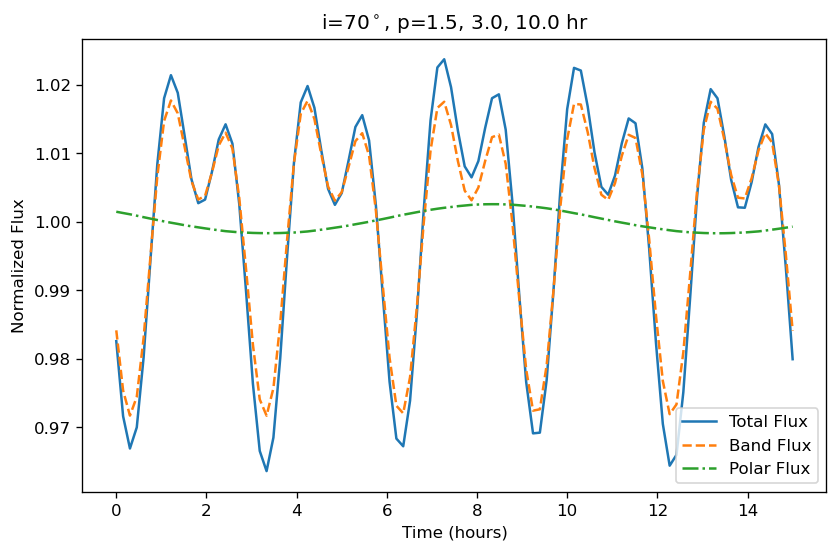 i=70°, p=1.5, 3.0, 10.0 hr
Normalized Flux
1.02
1.01
1.00
0.99
0.98
0.97
0 2 4 6 8 10 12 14
Time (hours)
Total Flux
Band Flux
Polar Flux